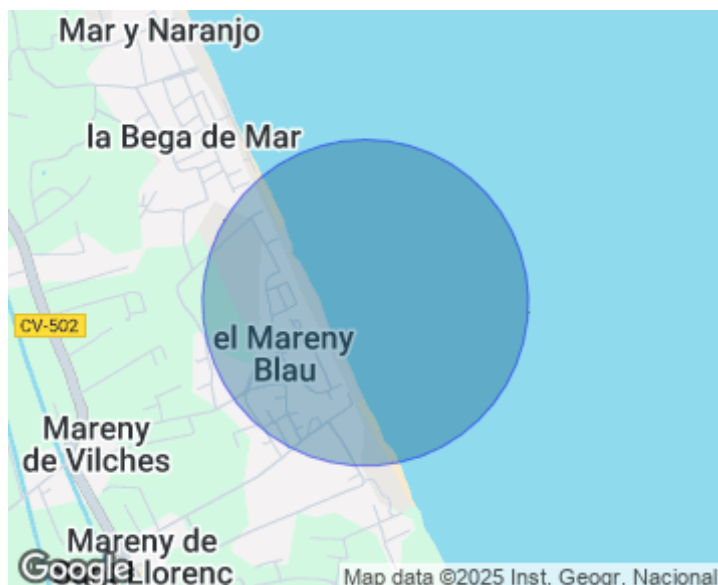 Mar y Naranjo
la Bega de Mar
CV-502
el Mareny
Blau
Mareny
de Vilches
Mareny de
Llorenc
Google
Map data ©2025 Inst. Geogr. Nacional